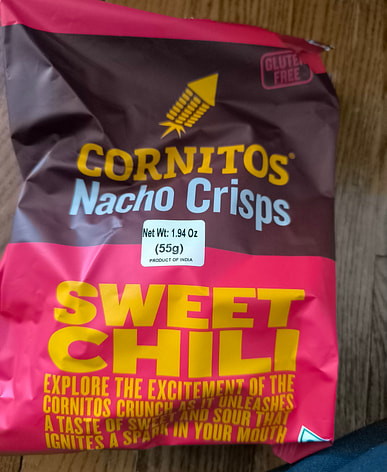 GLUTEN
FREE
CORNITOS®
Nacho Crisps
Net Wt: 1.94 Oz
(55g)
PRODUCT OF INDIA
SWEET
CHILI
EXPLORE THE EXCITEMENT OF THE
CORNITOS CRUNCH AS IT UNLEASHES
A TASTE OF SWEET AND SOUR THAT
IGNITES A SPARK IN YOUR MOUTH